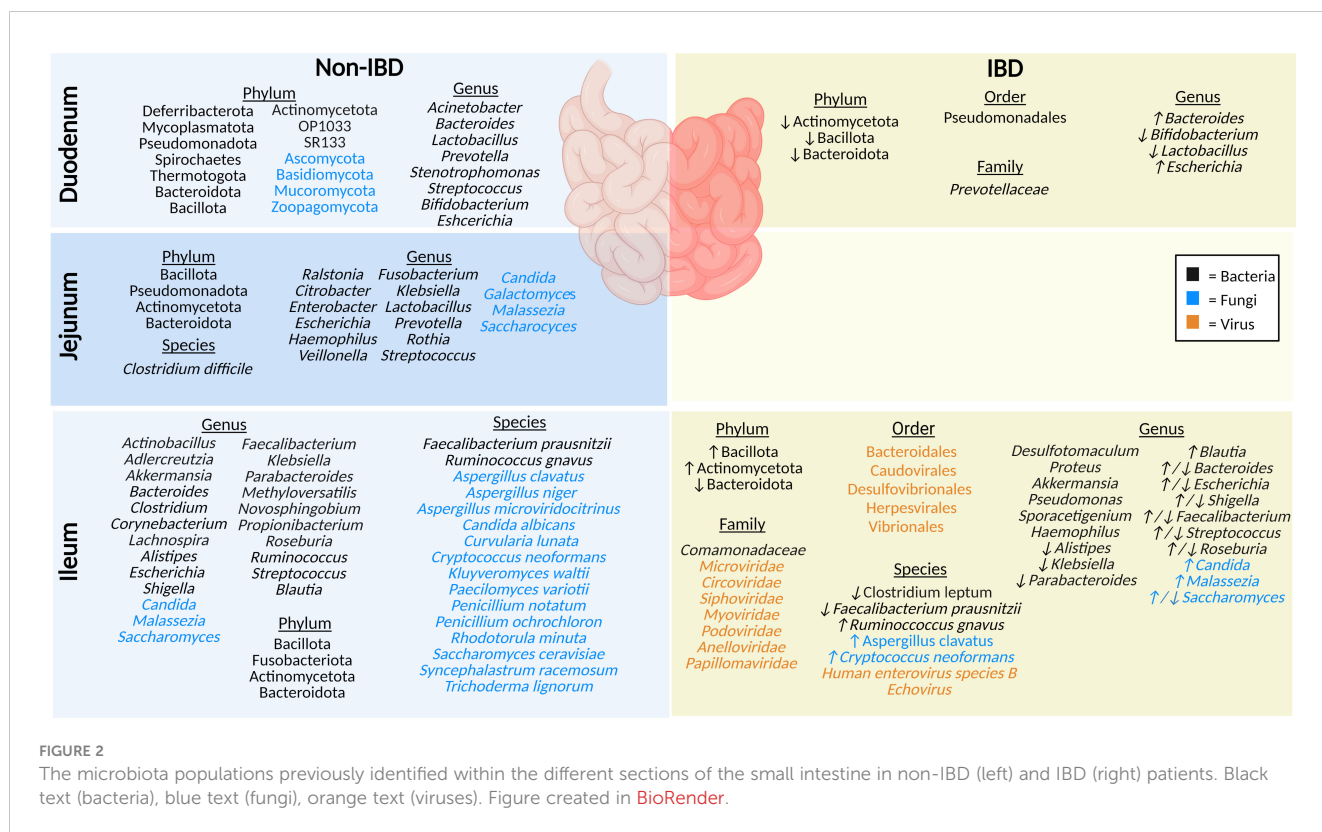 Non-IBD
IBD
Duodenum
Phylum
Deferribacterota
Mycoplasmatota
Pseudomonadota
Spirochaetes
Thermotogota
Bacteroidota
Bacillota
Actinomycetota
OP1033
SR133
Ascomycota
Basidiomycota
Mucoromycota
Zoopagomycota
Genus
Acinetobacter
Bacteroides
Lactobacillus
Prevotella
Stenotrophomonas
Streptococcus
Bifidobacterium
Eshcerichia
Phylum
↓Actinomycetota
↓Bacillota
↓Bacteroidota
Order
Pseudomonadales
Family
Prevotellaceae
Genus
↑Bacteroides
↓Bifidobacterium
↓Lactobacillus
↑Escherichia
Jejunum
Phylum
Bacillota
Pseudomonadota
Actinomycetota
Bacteroidota
Species
Clostridium difficile
Genus
Ralstonia
Citrobacter
Enterobacter
Escherichia
Haemophilus
Veillonella
Fusobacterium
Klebsiella
Lactobacillus
Prevotella
Rothia
Streptococcus
Candida
Galactomyces
Malassezia
Saccharocyces
= Bacteria
= Fungi
= Virus
Ileum
Genus
Actinobacillus
Adlercreutzia
Akkermansia
Bacteroides
Clostridium
Corynebacterium
Lachnospira
Alistipes
Escherichia
Shigella
Candida
Malassezia
Saccharomyces
Faecalibacterium
Klebsiella
Parabacteroides
Methyloversatilis
Novosphingobium
Propionibacterium
Roseburia
Ruminococcus
Streptococcus
Blautia
Phylum
Bacillota
Fusobacteriota
Actinomycetota
Bacteroidota
Species
Faecalibacterium prausnitzii
Ruminococcus gnavus
Aspergillus clavatus
Aspergillus niger
Aspergillus microviridocitrinus
Candida albicans
Curvularia lunata
Cryptococcus neoformans
Kluyveromyces waltii
Paecilomyces variotii
Penicillium notatum
Penicillium ochrochloron
Rhodotorula minuta
Saccharomyces ceravisiae
Syncephalastrum racemosum
Trichoderma lignorum
Phylum
↑Bacillota
↑Actinomycetota
↓Bacteroidota
Family
Comamonadaceae
Microviridae
Circoviridae
Siphoviridae
Myoviridae
Podoviridae
Anelloviridae
Papillomaviridae
Order
Bacteroidales
Caudovirales
Desulfovibrionales
Herpesvirales
Vibrionales
Species
↓Clostridium leptum
↓Faecalibacterium prausnitzii
↑Ruminoccoccus gnavus
↑Aspergillus clavatus
↑Cryptococcus neoformans
Human enterovirus species B
Echovirus
Genus
Desulfotomaculum
Proteus
Akkermansia
Pseudomonas
Sporacetigenium
Haemophilus
↓Alistipes
↓Klebsiella
↓Parabacteroides
↑Blautia
↑/↓Bacteroides
↑/↓Escherichia
↑/↓Shigella
↑/↓Faecalibacterium
↑/↓Streptococcus
↑/↓Roseburia
↑Candida
↑Malassezia
↑/↓Saccharomyces
FIGURE 2
The microbiota populations previously identified within the different sections of the small intestine in non-IBD (left) and IBD (right) patients. Black
text (bacteria), blue text (fungi), orange text (viruses). Figure created in BioRender.